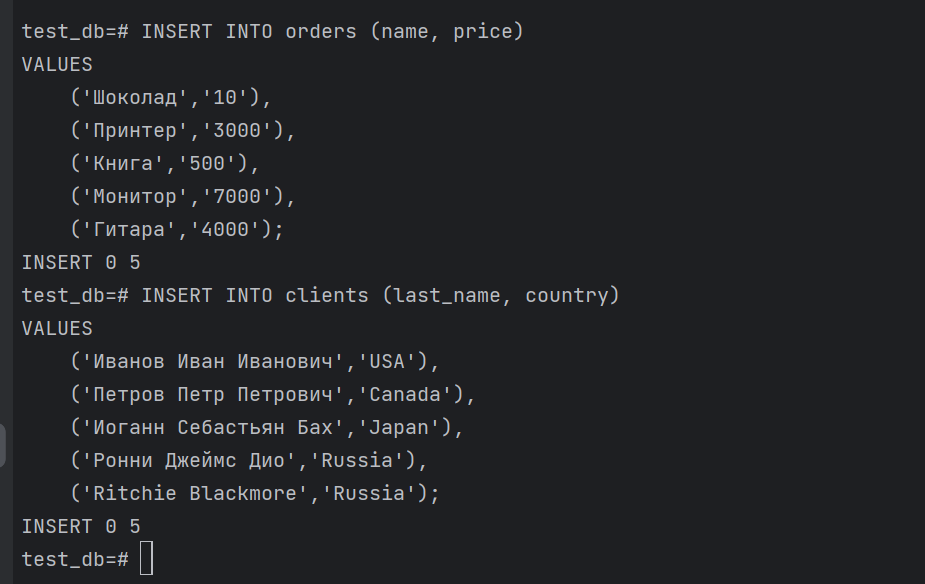 test_db=# INSERT INTO orders (name, price)
VALUES
    ('Шоколад','10'),
    ('Принтер','3000'),
    ('Книга','500'),
    ('Монитор','7000'),
    ('Гитара','4000');
INSERT 0 5
test_db=# INSERT INTO clients (last_name, country)
VALUES
    ('Иванов Иван Иванович','USA'),
    ('Петров Петр Петрович','Canada'),
    ('Иоганн Себастьян Бах','Japan'),
    ('Ронни Джеймс Дио','Russia'),
    ('Ritchie Blackmore','Russia');
INSERT 0 5
test_db=#